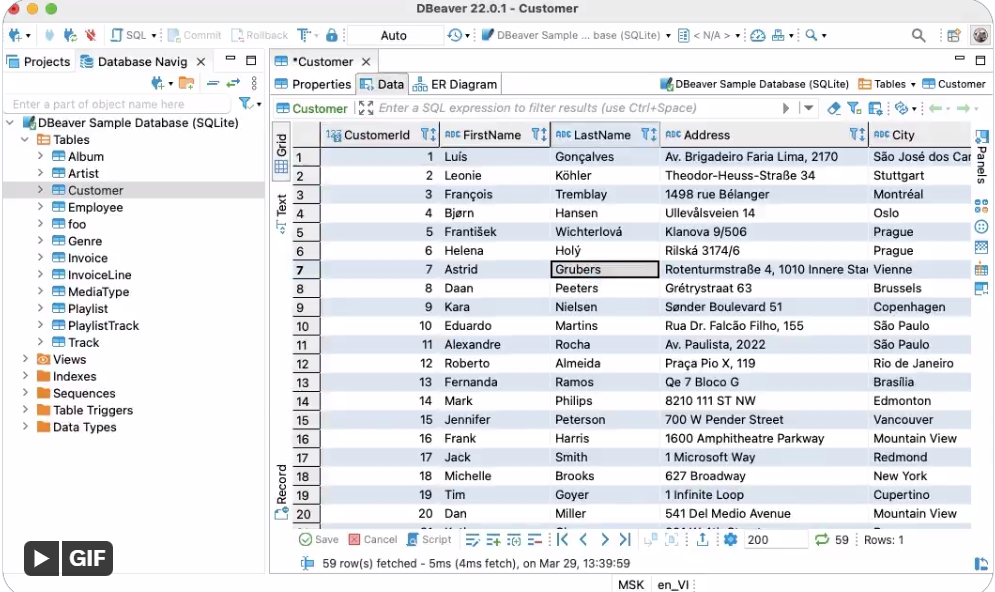 DBeaver 22.0.1 - Customer
SQL Commit Rollback Auto DBeaver Sample ... base (SQLite) < N/A >
Projects Database Navig *Customer
Properties Data ER Diagram DBeaver Sample Database (SQLite) Tables Customer
Enter a part of object name here
Customer Enter a SQL expression to filter results (use Ctrl+Space)
DBeaver Sample Database (SQLite)
Tables
Album
Artist
Customer
Employee
foo
Genre
Invoice
InvoiceLine
MediaType
Playlist
PlaylistTrack
Track
Views
Indexes
Sequences
Table Triggers
Data Types
Grid
Text
Record
123 CustomerId ABC FirstName ABC LastName ABC Address ABC City
1 1 Luís Gonçalves Av. Brigadeiro Faria Lima, 2170 São José dos Car
2 2 Leonie Köhler Theodor-Heuss-Straße 34 Stuttgart
3 3 François Tremblay 1498 rue Bélanger Montréal
4 4 Bjørn Hansen Ullevålsveien 14 Oslo
5 5 František Wichterlová Klanova 9/506 Prague
6 6 Helena Holý Rilská 3174/6 Prague
7 7 Astrid Grubers Rotenturmstraße 4, 1010 Innere Stad Vienne
8 8 Daan Peeters Grétrystraat 63 Brussels
9 9 Kara Nielsen Sønder Boulevard 51 Copenhagen
10 10 Eduardo Martins Rua Dr. Falcão Filho, 155 São Paulo
11 11 Alexandre Rocha Av. Paulista, 2022 São Paulo
12 12 Roberto Almeida Praça Pio X, 119 Rio de Janeiro
13 13 Fernanda Ramos Qe 7 Bloco G Brasília
14 14 Mark Philips 8210 111 ST NW Edmonton
15 15 Jennifer Peterson 700 W Pender Street Vancouver
16 16 Frank Harris 1600 Amphitheatre Parkway Mountain View
17 17 Jack Smith 1 Microsoft Way Redmond
18 18 Michelle Brooks 627 Broadway New York
19 19 Tim Goyer 1 Infinite Loop Cupertino
20 20 Dan Miller 541 Del Medio Avenue Mountain View
Panels
Save Cancel Script 200 59 Rows: 1
59 row(s) fetched - 5ms (4ms fetch), on Mar 29, 13:39:59
MSK en_VI
GIF